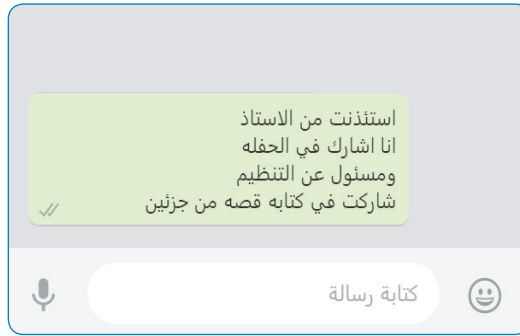 استئذنت من الاستاذ
انا اشارك في الحفله
ومسئول عن التنظيم
شاركت في كتابه قصه من جزئين
كتابة رسالة